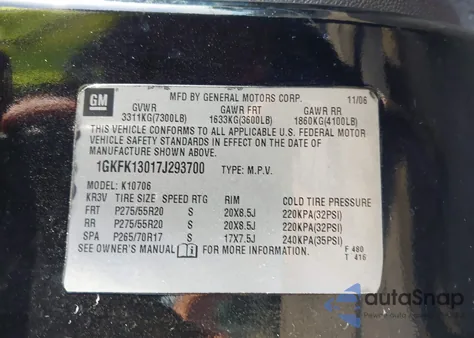 GM
MFD. BY GENERAL MOTORS CORP. 11/06
GVWR GAWR FRT GAWR RR
3311KG(7300LB) 1633KG(3600LB) 1860KG(4100LB)
THIS VEHICLE CONFORMS TO ALL APPLICABLE U.S. FEDERAL MOTOR
VEHICLE SAFETY STANDARDS IN EFFECT ON THE DATE OF
MANUFACTURE SHOWN ABOVE.
1GKFK13017J293700 TYPE: M.P.V.
MODEL: K10706
KR3V TIRE SIZE SPEED RTG RIM COLD TIRE PRESSURE
FRT P275/55R20 S 20X8.5J 220KPA(32PSI)
RR P275/55R20 S 20X8.5J 220KPA(32PSI)
SPA P265/70R17 S 17X7.5J 240KPA(35PSI)
SEE OWNER'S MANUAL FOR MORE INFORMATION. F 480
T 416
autoSnap